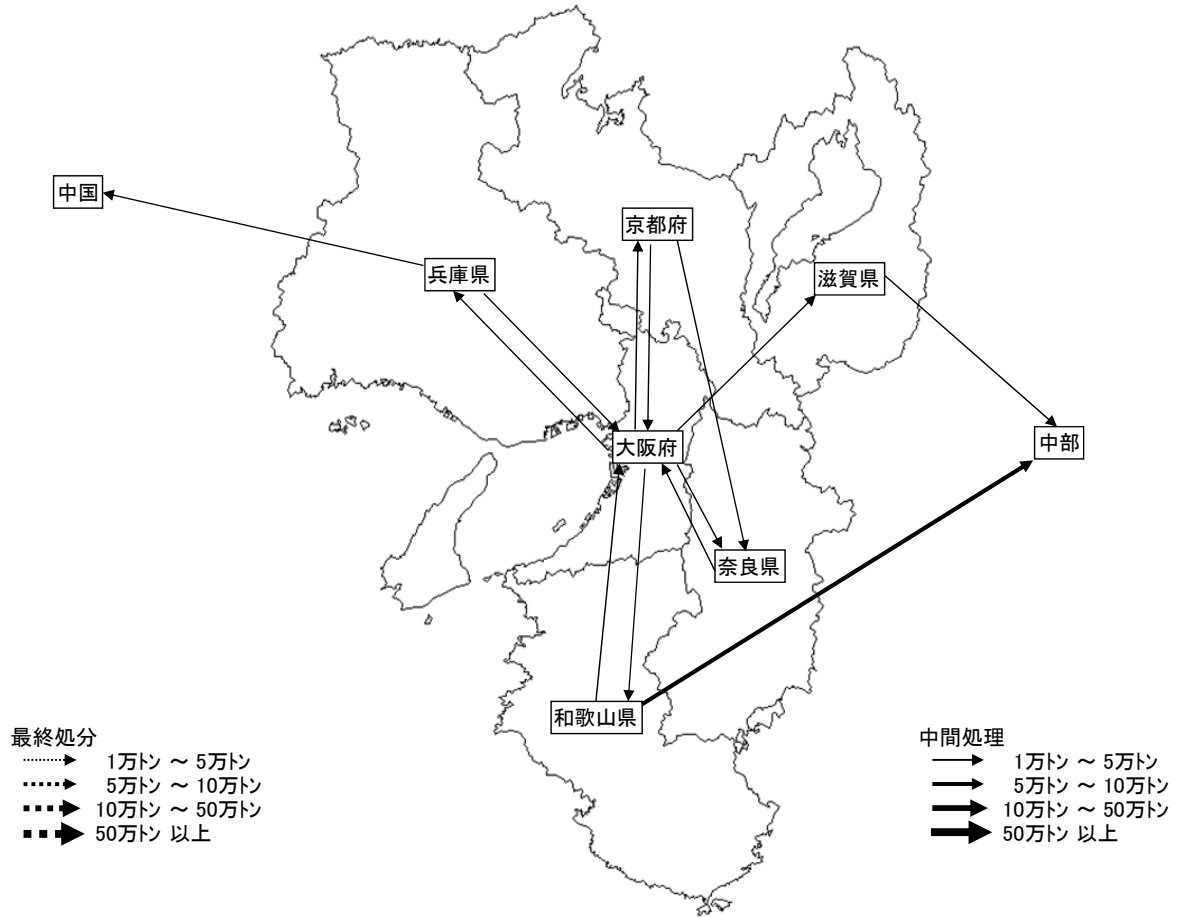 京都府
中国
兵庫県
滋賀県
大阪府
中部
奈良県
和歌山県
最終処分
1万トン ～ 5万トン
5万トン ～ 10万トン
10万トン ～ 50万トン
50万トン 以上
中間処理
1万トン ～ 5万トン
5万トン ～ 10万トン
10万トン ～ 50万トン
50万トン 以上